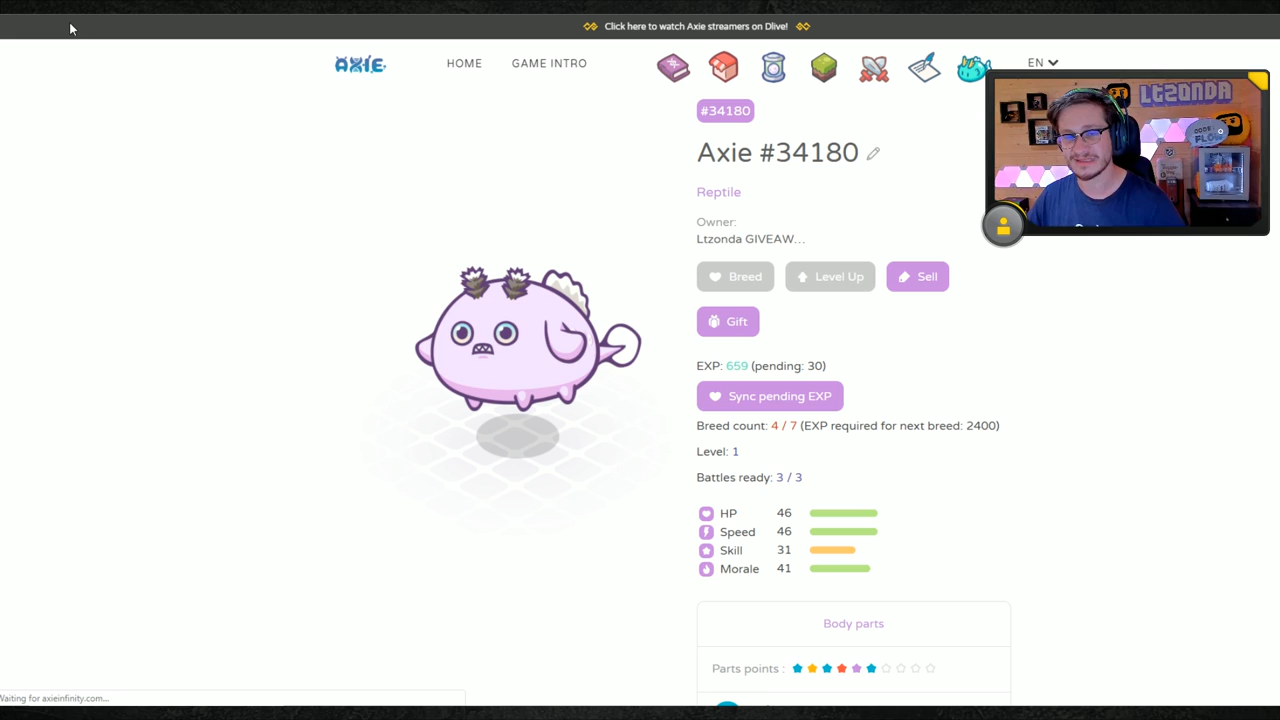 Click here to watch Axie streamers on Dlive!
AXIE
HOME
GAME INTRO
EN
#34180
Axie #34180
Reptile
Owner:
Ltzonda GIVEAW...
Breed
Level Up
Sell
Gift
EXP: 659 (pending: 30)
Sync pending EXP
Breed count: 4 / 7 (EXP required for next breed: 2400)
Level: 1
Battles ready: 3 / 3
HP 46
Speed 46
Skill 31
Morale 41
Body parts
Parts points :
Waiting for axieinfinity.com...
LTZONDA
CODE
FLOW